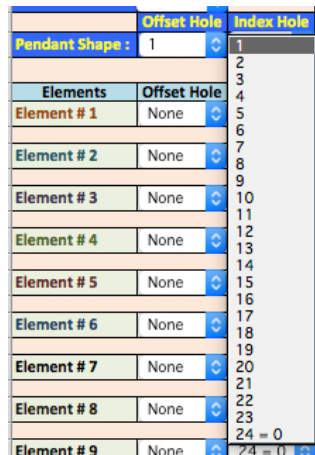 Offset Hole Index Hole
Pendant Shape : 1 1
2
3
Elements Offset Hole 4
Element # 1 None 5
6
7
Element # 2 None 8
9
Element # 3 None 10
11
12
Element # 4 None 13
14
Element # 5 None 15
16
17
Element # 6 None 18
19
Element # 7 None 20
21
22
Element # 8 None 23
24 = 0
Element # 9 None 24 = 0